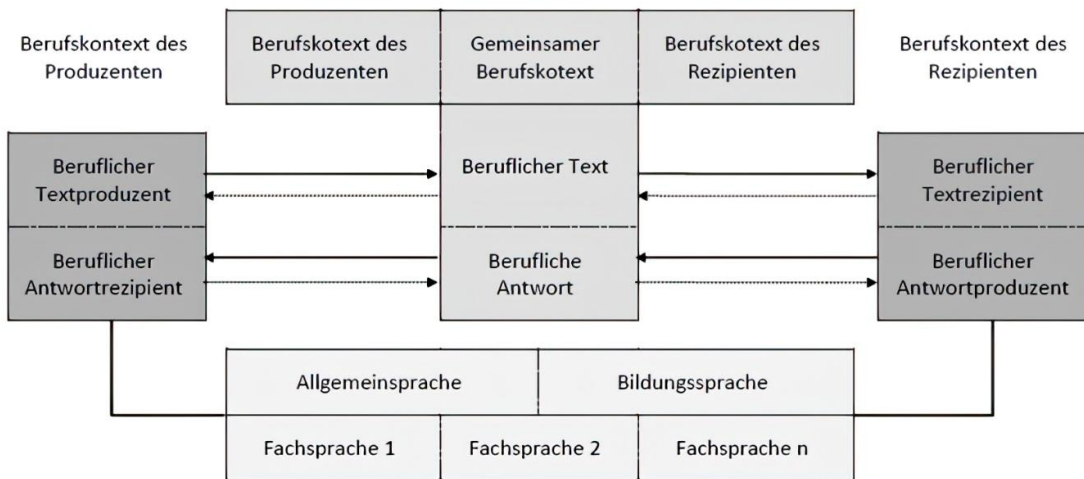 Berufskontext des
Produzenten
Berufskotext des
Produzenten
Gemeinsamer
Berufskotext
Berufskotext des
Rezipienten
Berufskontext des
Rezipienten
Beruflicher
Textproduzent
Beruflicher Text
Beruflicher
Textrezipient
Beruflicher
Antwortrezipient
Berufliche
Antwort
Beruflicher
Antwortproduzent
Allgemeinsprache
Bildungssprache
Fachsprache 1
Fachsprache 2
Fachsprache n